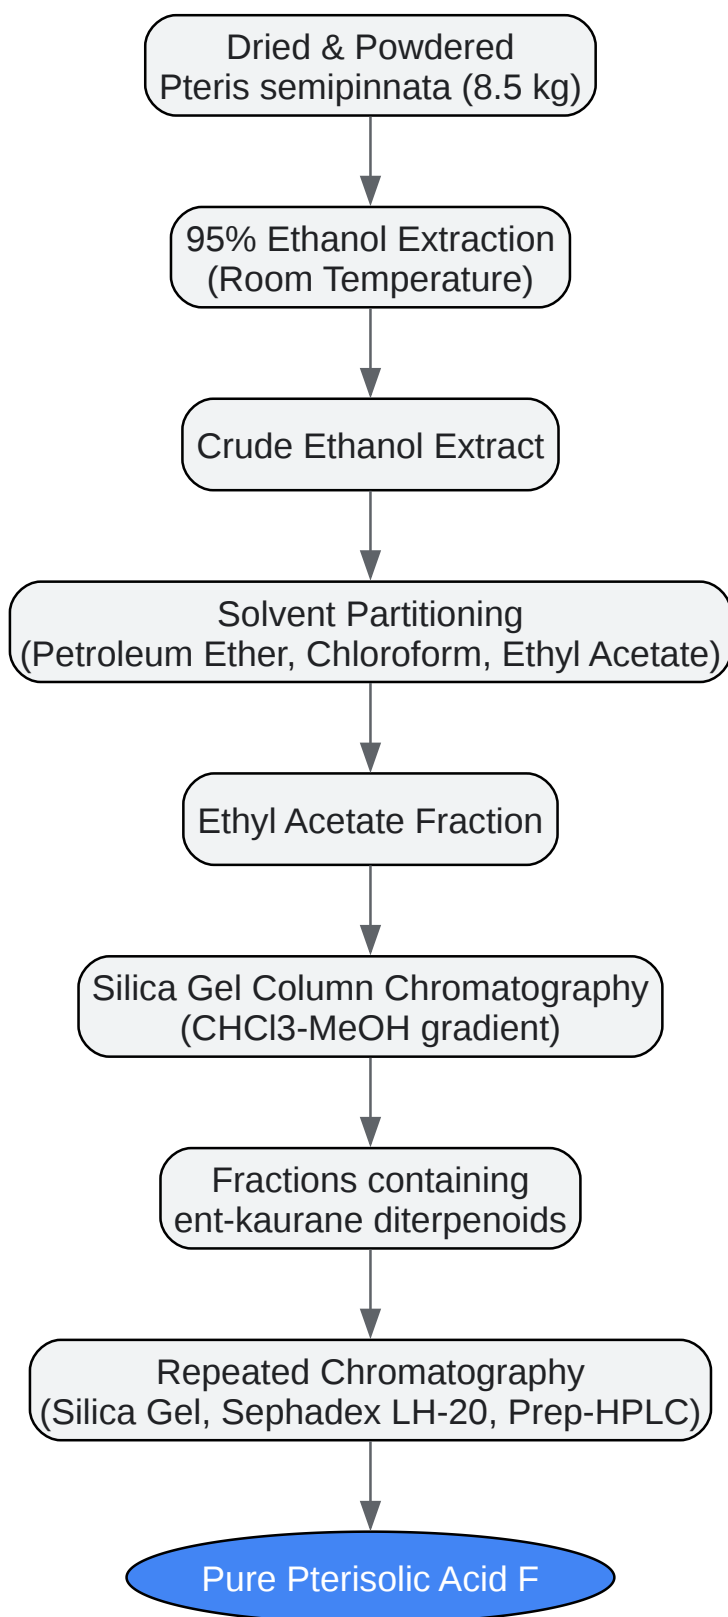 Dried & Powdered
Pteris semipinnata (8.5 kg)
95% Ethanol Extraction
(Room Temperature)
Crude Ethanol Extract
Solvent Partitioning
(Petroleum Ether, Chloroform, Ethyl Acetate)
Ethyl Acetate Fraction
Silica Gel Column Chromatography
(CHCl3-MeOH gradient)
Fractions containing
ent-kaurane diterpenoids
Repeated Chromatography
(Silica Gel, Sephadex LH-20, Prep-HPLC)
Pure Pterisolic Acid F